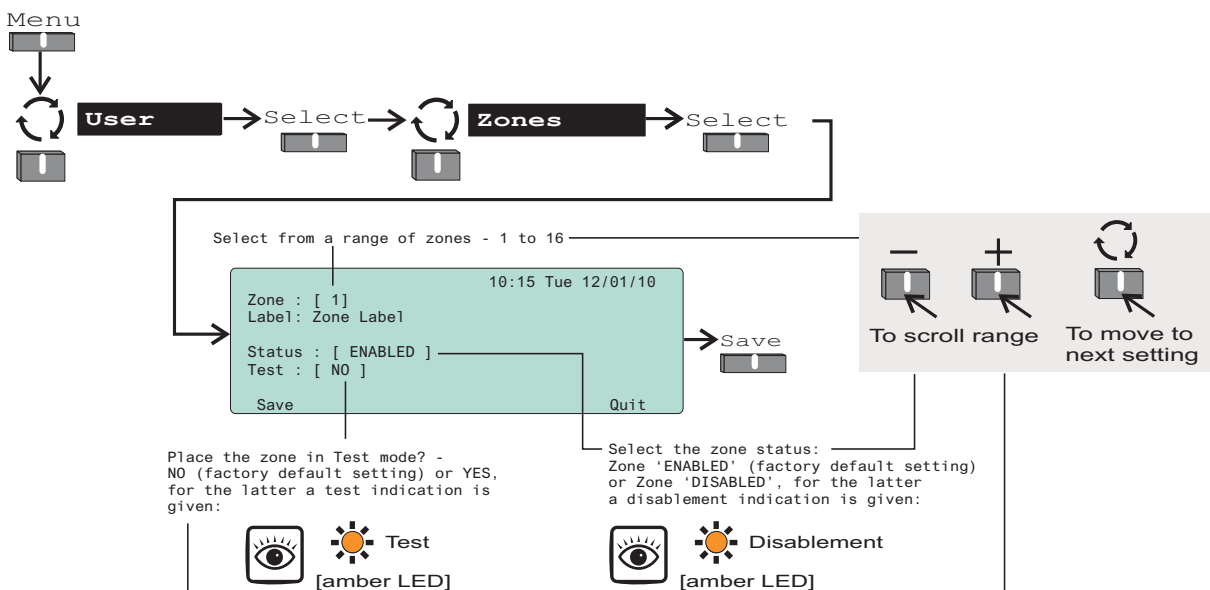 Menu
User
Select
Zones
Select
Select from a range of zones - 1 to 16
10:15 Tue 12/01/10
Zone : [ 1]
Label: Zone Label
Status : [ ENABLED ]
Test : [ NO ]
Save
Quit
Save
− +
To scroll range
To move to
next setting
Place the zone in Test mode? -
NO (factory default setting) or YES,
for the latter a test indication is
given:
Test
[amber LED]
Select the zone status:
Zone ‘ENABLED’ (factory default setting)
or Zone ‘DISABLED’, for the latter
a disablement indication is given:
Disablement
[amber LED]